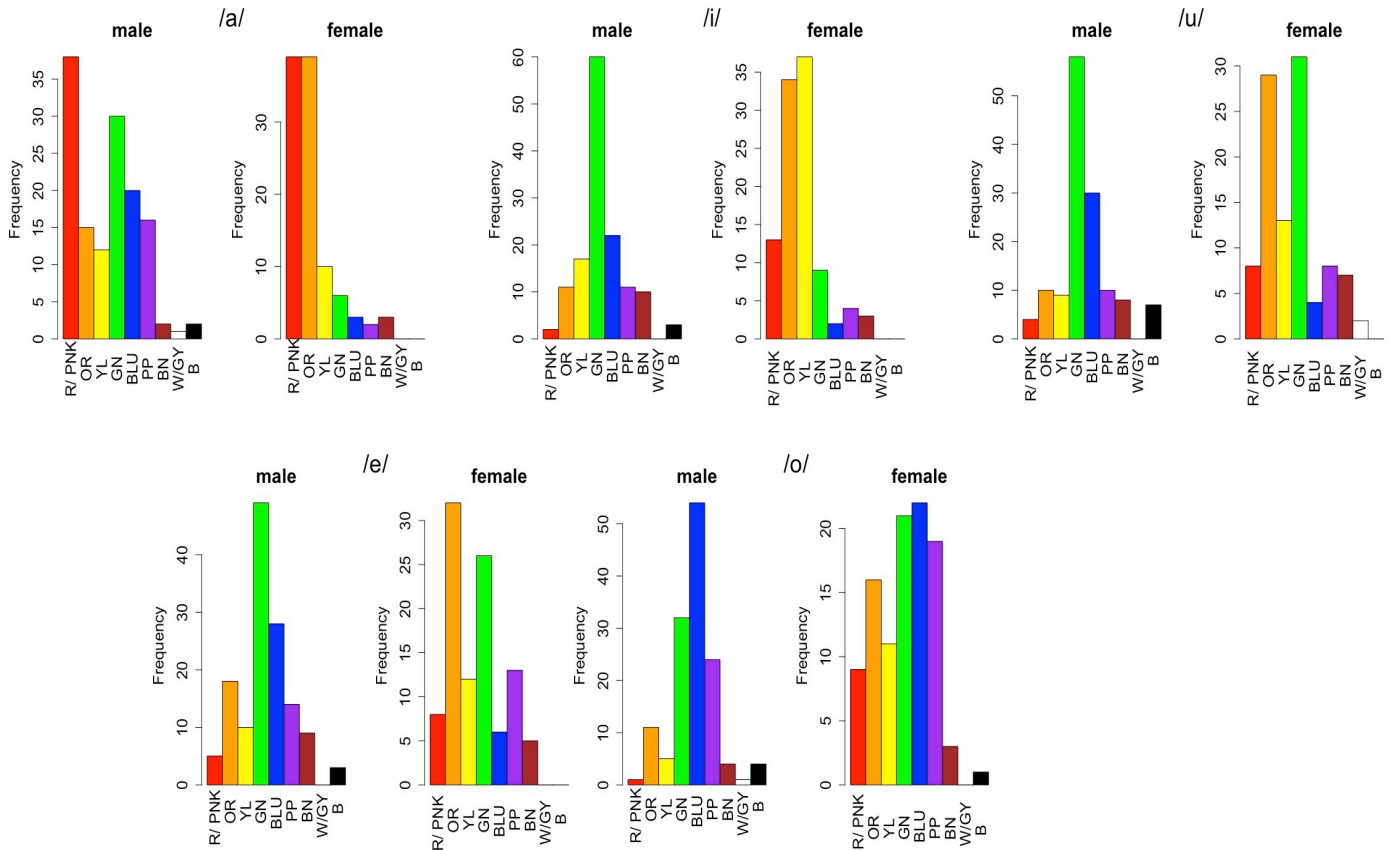 /a/
male
female
Frequency
0 5 10 15 20 25 30 35
R/ PNK OR YL GN BLU PP BN W/GY B
Frequency
0 10 30
R/ PNK OR YL GN BLU PP BN W/GY B
/i/
male
female
Frequency
0 10 20 30 40 50 60
R/ PNK OR YL GN BLU PP BN W/GY B
Frequency
0 5 10 15 20 25 30 35
R/ PNK OR YL GN BLU PP BN W/GY B
/u/
male
female
Frequency
0 10 20 30 40 50
R/ PNK OR YL GN BLU PP BN W/GY B
Frequency
0 5 10 15 20 25 30
R/ PNK OR YL GN BLU PP BN W/GY B
/e/
male
female
Frequency
0 10 20 30 40
R/ PNK OR YL GN BLU PP BN W/GY B
Frequency
0 5 10 15 20 25 30
R/ PNK OR YL GN BLU PP BN W/GY B
/o/
male
female
Frequency
0 10 20 30 40 50
R/ PNK OR YL GN BLU PP BN W/GY B
Frequency
0 5 10 15 20
R/ PNK OR YL GN BLU PP BN W/GY B